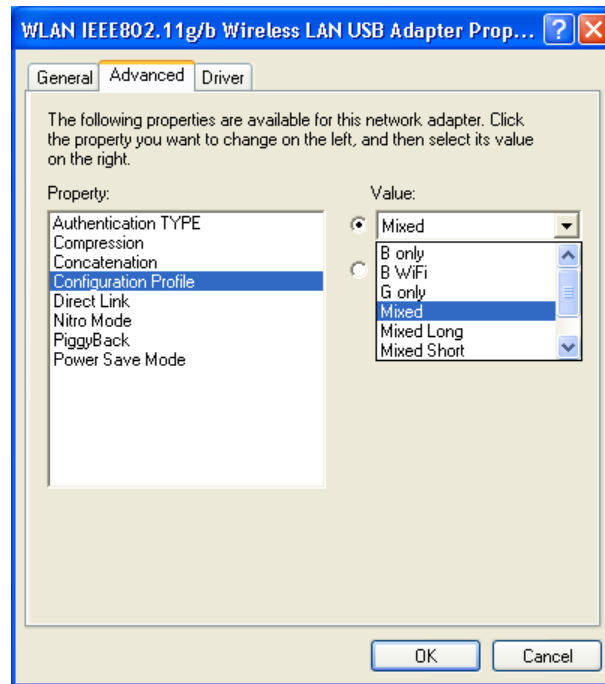 WLAN IEEE802.11g/b Wireless LAN USB Adapter Prop...
General
Advanced
Driver
The following properties are available for this network adapter. Click
the property you want to change on the left, and then select its value
on the right.
Property:
Authentication TYPE
Compression
Concatenation
Configuration Profile
Direct Link
Nitro Mode
PiggyBack
Power Save Mode
Value:
Mixed
B only
B WiFi
G only
Mixed
Mixed Long
Mixed Short
OK
Cancel